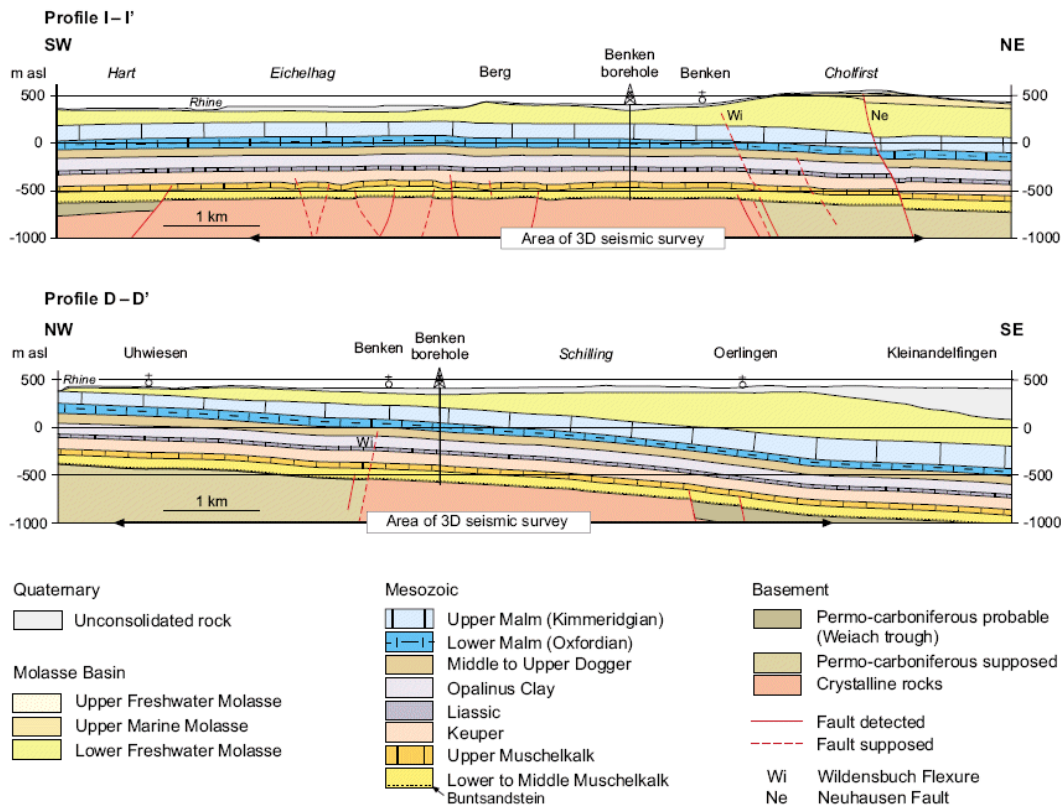 Profile I – I'
SW NE
m asl Hart Eichelhag Berg Benken borehole Benken Cholfirst
500 Rhine 500
Wi Ne
0 0
-500 -500
1 km
-1000 Area of 3D seismic survey -1000
Profile D – D'
NW SE
m asl Uhwiesen Benken Benken borehole Schilling Oerlingen Kleinandelfingen
500 Rhine 500
0 Wi 0
-500 -500
1 km
-1000 Area of 3D seismic survey -1000
Quaternary
Unconsolidated rock
Molasse Basin
Upper Freshwater Molasse
Upper Marine Molasse
Lower Freshwater Molasse
Mesozoic
Upper Malm (Kimmeridgian)
Lower Malm (Oxfordian)
Middle to Upper Dogger
Opalinus Clay
Liassic
Keuper
Upper Muschelkalk
Lower to Middle Muschelkalk
Buntsandstein
Basement
Permo-carboniferous probable
(Weiach trough)
Permo-carboniferous supposed
Crystalline rocks
Fault detected
Fault supposed
Wi Wildensbuch Flexure
Ne Neuhausen Fault